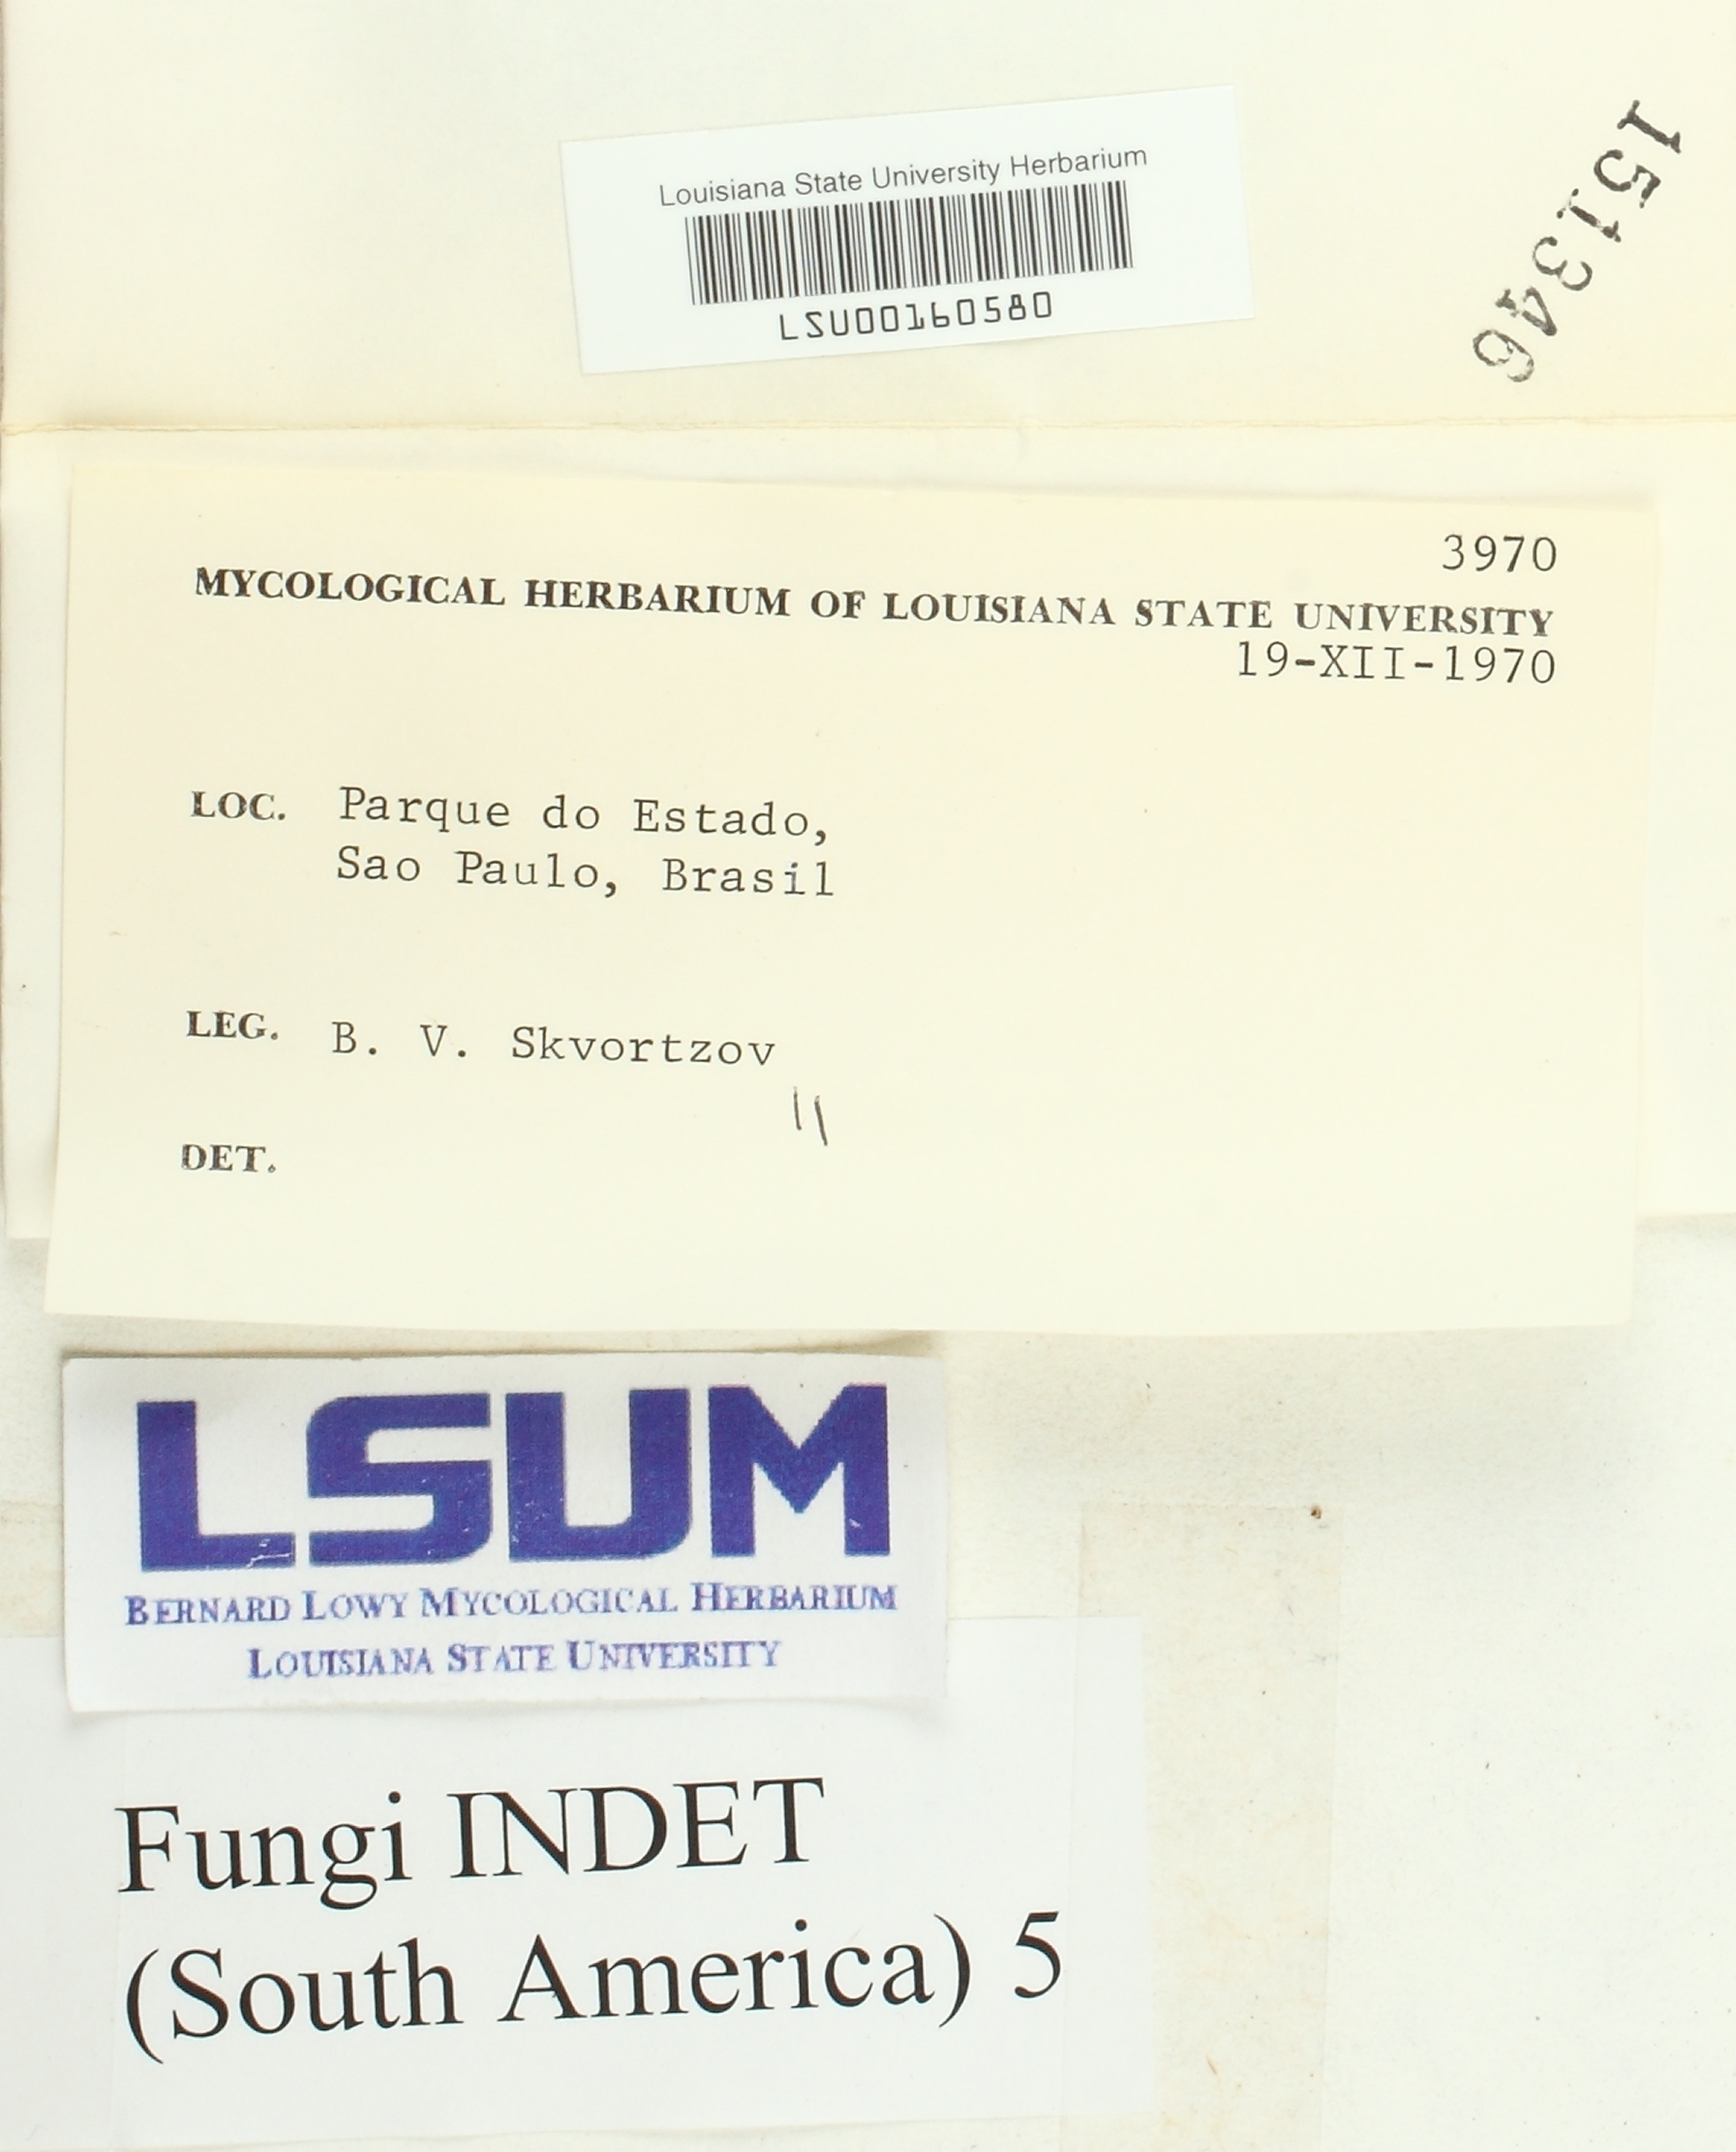 Louisiana State University Herbarium
LSU00160580
151346
3970
MYCOLOGICAL HERBARIUM OF LOUISIANA STATE UNIVERSITY
19-XII-1970
LOC. Parque do Estado,
Sao Paulo, Brasil
LEG. B. V. Skvortzov
DET.
LSUM
BERNARD LOWY MYCOLOGICAL HERBARIUM
LOUISIANA STATE UNIVERSITY
Fungi INDET
(South America) 5